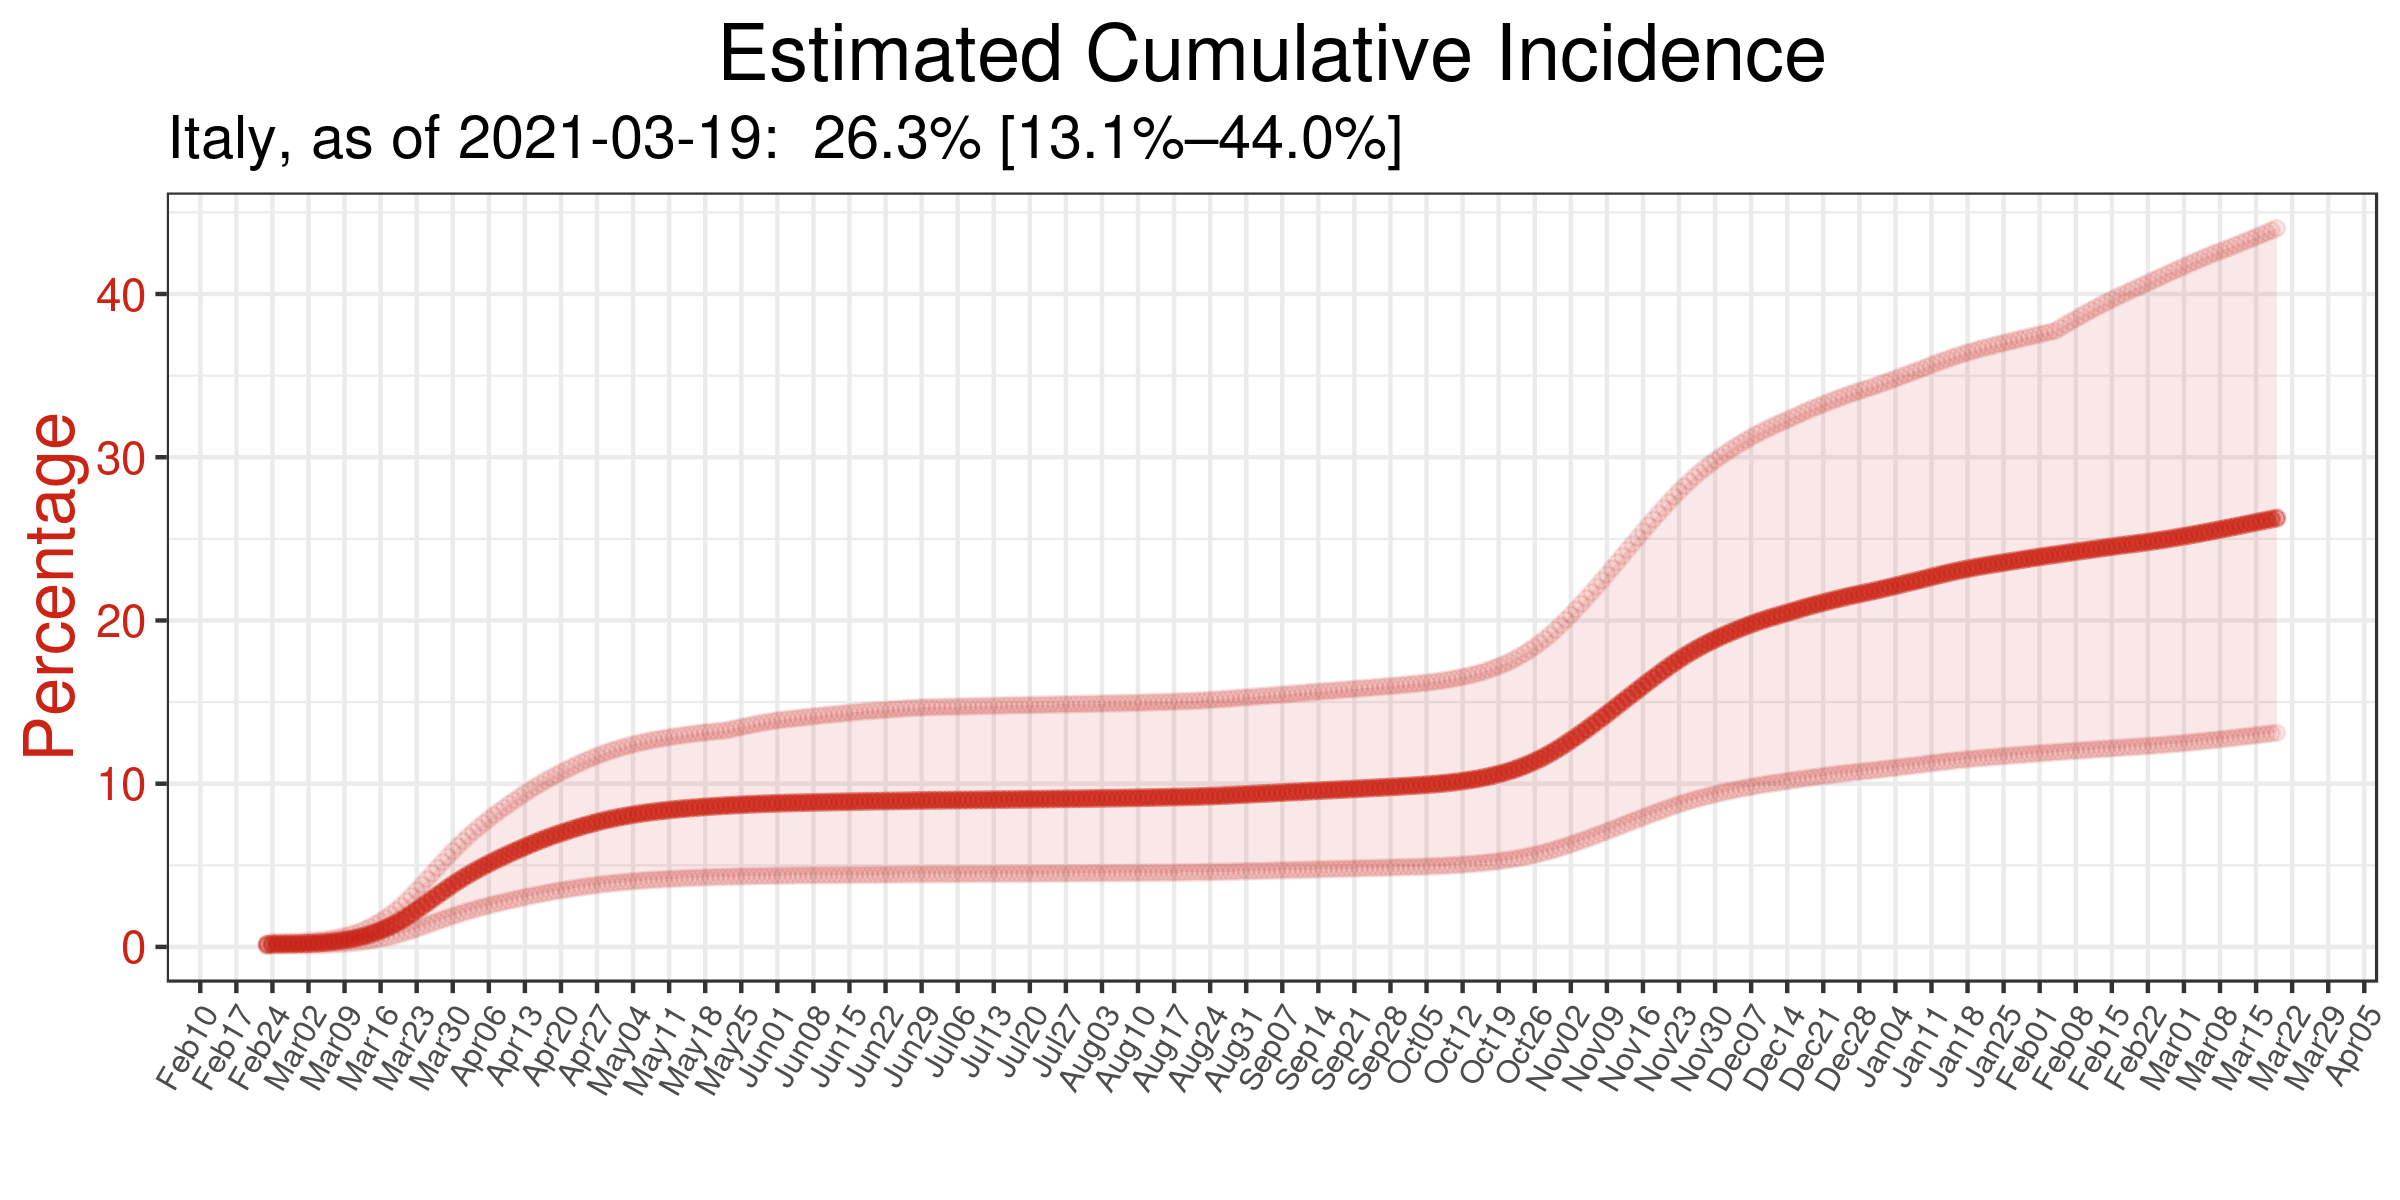 Estimated Cumulative Incidence
Italy, as of 2021-03-19:  26.3% [13.1%–44.0%]
Percentage
40
30
20
10
0
Feb10
Feb17
Feb24
Mar02
Mar09
Mar16
Mar23
Mar30
Apr06
Apr13
Apr20
Apr27
May04
May11
May18
May25
Jun01
Jun08
Jun15
Jun22
Jun29
Jul06
Jul13
Jul20
Jul27
Aug03
Aug10
Aug17
Aug24
Aug31
Sep07
Sep14
Sep21
Sep28
Oct05
Oct12
Oct19
Oct26
Nov02
Nov09
Nov16
Nov23
Nov30
Dec07
Dec14
Dec21
Dec28
Jan04
Jan11
Jan18
Jan25
Feb01
Feb08
Feb15
Feb22
Mar01
Mar08
Mar15
Mar22
Mar29
Apr05